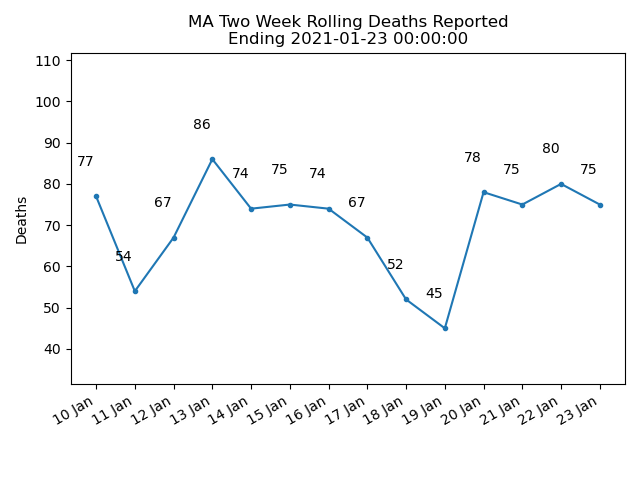 MA Two Week Rolling Deaths Reported
Ending 2021-01-23 00:00:00
110
100
90
80
70
60
50
40
Deaths
77
54
67
86
74
75
74
67
52
45
78
75
80
75
10 Jan
11 Jan
12 Jan
13 Jan
14 Jan
15 Jan
16 Jan
17 Jan
18 Jan
19 Jan
20 Jan
21 Jan
22 Jan
23 Jan